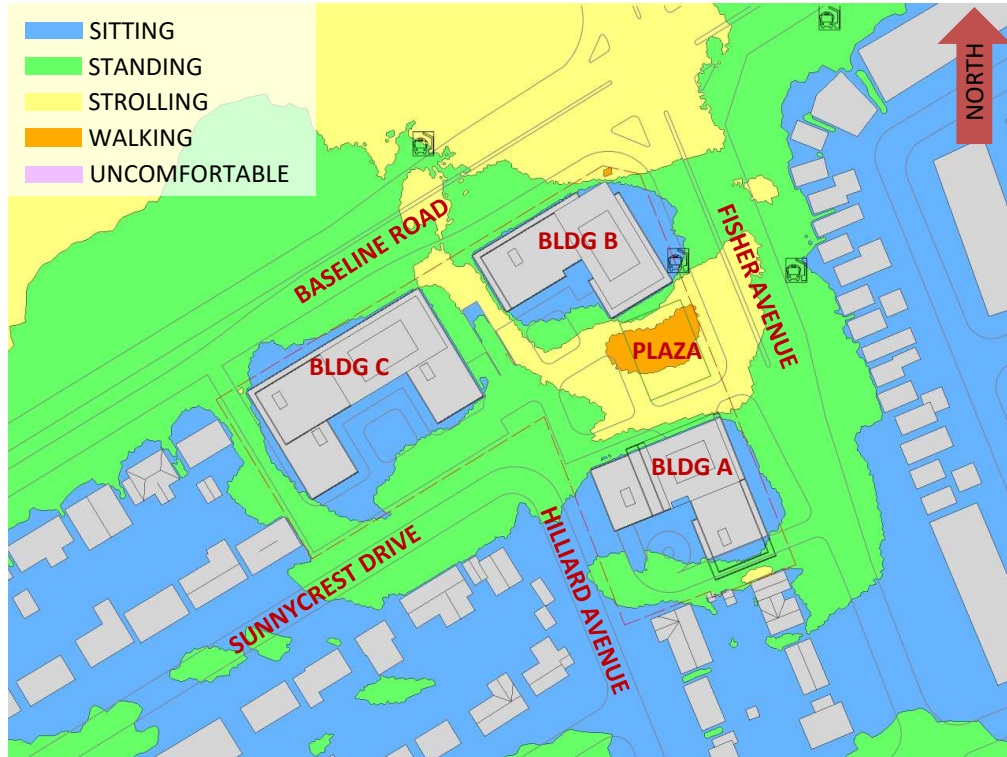 SITTING
STANDING
STROLLING
WALKING
UNCOMFORTABLE
NORTH
BASELINE ROAD
BLDG B
FISHER AVENUE
PLAZA
BLDG C
BLDG A
HILLIARD AVENUE
SUNNYCREST DRIVE